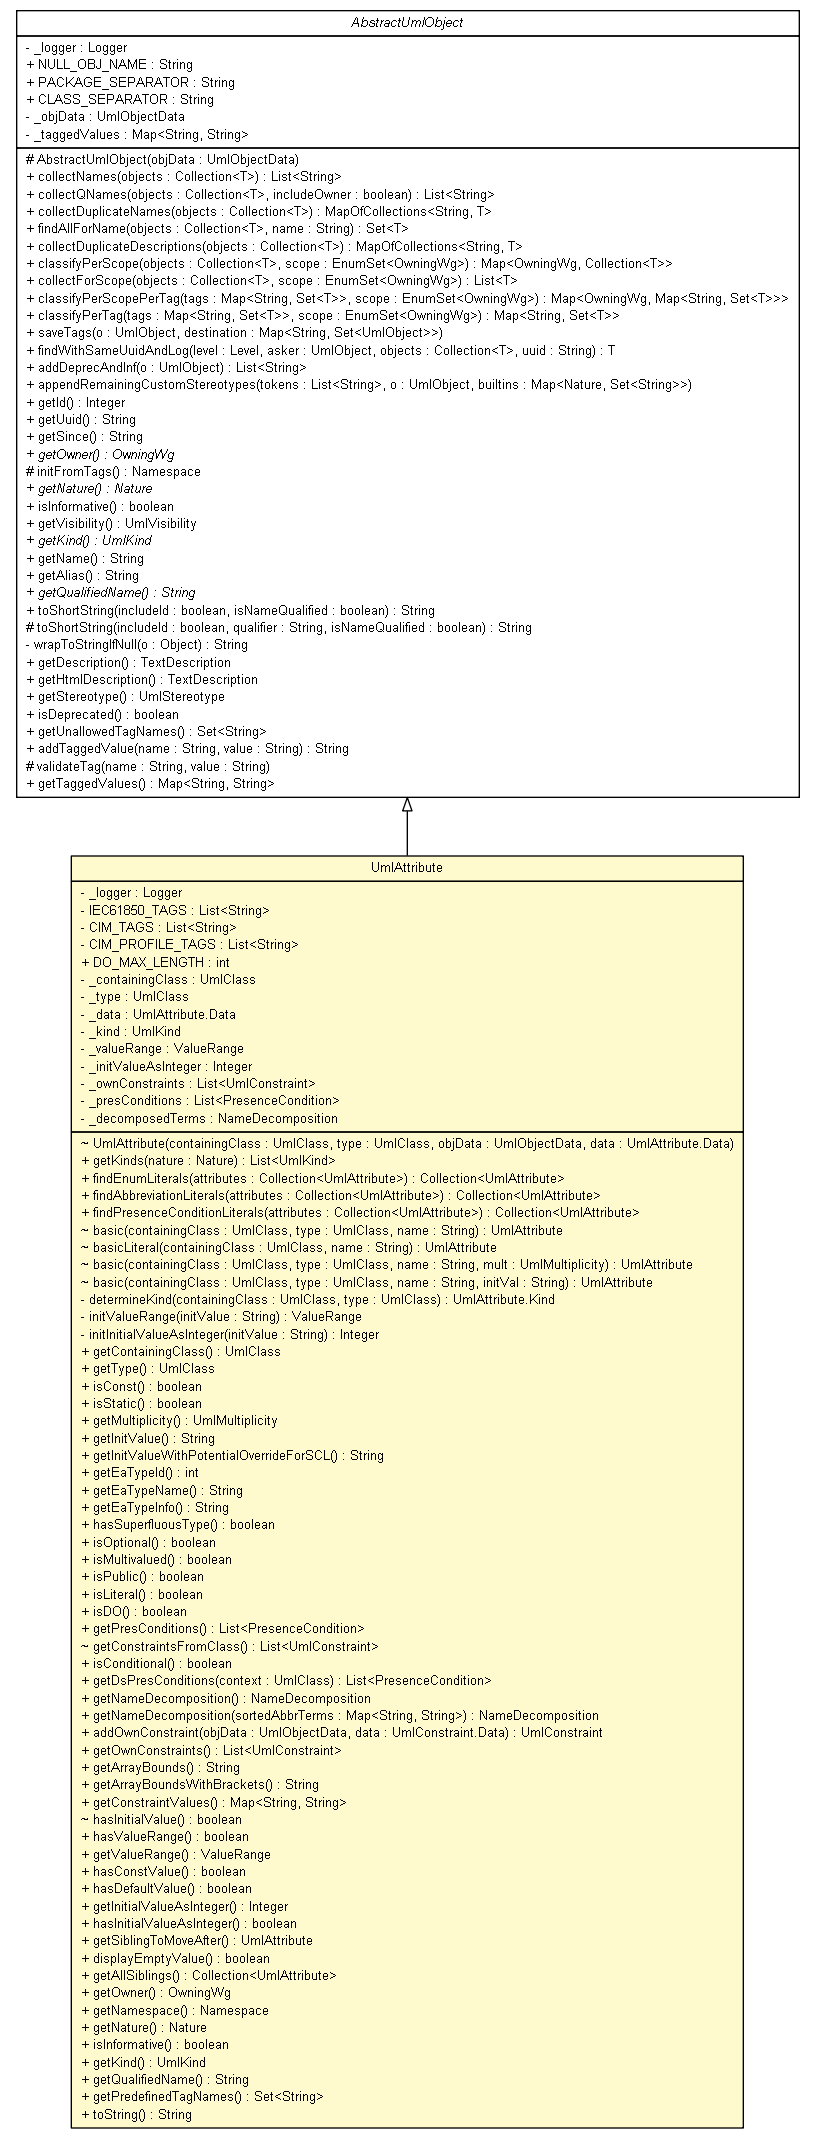 AbstractUmlObject
- _logger : Logger
+ NULL_OBJ_NAME : String
+ PACKAGE_SEPARATOR : String
+ CLASS_SEPARATOR : String
- _objData : UmlObjectData
- _taggedValues : Map<String, String>
# AbstractUmlObject(objData : UmlObjectData)
+ collectNames(objects : Collection<T>) : List<String>
+ collectQNames(objects : Collection<T>, includeOwner : boolean) : List<String>
+ collectDuplicateNames(objects : Collection<T>) : MapOfCollections<String, T>
+ findAllForName(objects : Collection<T>, name : String) : Set<T>
+ collectDuplicateDescriptions(objects : Collection<T>) : MapOfCollections<String, T>
+ classifyPerScope(objects : Collection<T>, scope : EnumSet<OwningWg>) : Map<OwningWg, Collection<T>>
+ collectForScope(objects : Collection<T>, scope : EnumSet<OwningWg>) : List<T>
+ classifyPerScopePerTag(tags : Map<String, Set<T>>, scope : EnumSet<OwningWg>) : Map<OwningWg, Map<String, Set<T>>>
+ classifyPerTag(tags : Map<String, Set<T>>, scope : EnumSet<OwningWg>) : Map<String, Set<T>>
+ saveTags(o : UmlObject, destination : Map<String, Set<UmlObject>>)
+ findWithSameUuidAndLog(level : Level, asker : UmlObject, objects : Collection<T>, uuid : String) : T
+ addDeprecAndInf(o : UmlObject) : List<String>
+ appendRemainingCustomStereotypes(tokens : List<String>, o : UmlObject, builtins : Map<Nature, Set<String>>)
+ getId() : Integer
+ getUuid() : String
+ getSince() : String
+ getOwner() : OwningWg
# initFromTags() : Namespace
+ getNature() : Nature
+ isInformative() : boolean
+ getVisibility() : UmlVisibility
+ getKind() : UmlKind
+ getName() : String
+ getAlias() : String
+ getQualifiedName() : String
+ toShortString(includeId : boolean, isNameQualified : boolean) : String
# toShortString(includeId : boolean, qualifier : String, isNameQualified : boolean) : String
- wrapToStringIfNull(o : Object) : String
+ getDescription() : TextDescription
+ getHtmlDescription() : TextDescription
+ getStereotype() : UmlStereotype
+ isDeprecated() : boolean
+ getUnallowedTagNames() : Set<String>
+ addTaggedValue(name : String, value : String) : String
# validateTag(name : String, value : String)
+ getTaggedValues() : Map<String, String>
UmlAttribute
- _logger : Logger
- IEC61850_TAGS : List<String>
- CIM_TAGS : List<String>
- CIM_PROFILE_TAGS : List<String>
+ DO_MAX_LENGTH : int
- _containingClass : UmlClass
- _type : UmlClass
- _data : UmlAttribute.Data
- _kind : UmlKind
- _valueRange : ValueRange
- _initValueAsInteger : Integer
- _ownConstraints : List<UmlConstraint>
- _presConditions : List<PresenceCondition>
- _decomposedTerms : NameDecomposition
~ UmlAttribute(containingClass : UmlClass, type : UmlClass, objData : UmlObjectData, data : UmlAttribute.Data)
+ getKinds(nature : Nature) : List<UmlKind>
+ findEnumLiterals(attributes : Collection<UmlAttribute>) : Collection<UmlAttribute>
+ findAbbreviationLiterals(attributes : Collection<UmlAttribute>) : Collection<UmlAttribute>
+ findPresenceConditionLiterals(attributes : Collection<UmlAttribute>) : Collection<UmlAttribute>
~ basic(containingClass : UmlClass, type : UmlClass, name : String) : UmlAttribute
~ basicLiteral(containingClass : UmlClass, name : String) : UmlAttribute
~ basic(containingClass : UmlClass, type : UmlClass, name : String, mult : UmlMultiplicity) : UmlAttribute
~ basic(containingClass : UmlClass, type : UmlClass, name : String, initVal : String) : UmlAttribute
- determineKind(containingClass : UmlClass, type : UmlClass) : UmlAttribute.Kind
- initValueRange(initValue : String) : ValueRange
- initInitialValueAsInteger(initValue : String) : Integer
+ getContainingClass() : UmlClass
+ getType() : UmlClass
+ isConst() : boolean
+ isStatic() : boolean
+ getMultiplicity() : UmlMultiplicity
+ getInitValue() : String
+ getInitValueWithPotentialOverrideForSCL() : String
+ getEaTypeId() : int
+ getEaTypeName() : String
+ getEaTypeInfo() : String
+ hasSuperfluousType() : boolean
+ isOptional() : boolean
+ isMultivalued() : boolean
+ isPublic() : boolean
+ isLiteral() : boolean
+ isDO() : boolean
+ getPresConditions() : List<PresenceCondition>
~ getConstraintsFromClass() : List<UmlConstraint>
+ isConditional() : boolean
+ getDsPresConditions(context : UmlClass) : List<PresenceCondition>
+ getNameDecomposition() : NameDecomposition
+ getNameDecomposition(sortedAbbrTerms : Map<String, String>) : NameDecomposition
+ addOwnConstraint(objData : UmlObjectData, data : UmlConstraint.Data) : UmlConstraint
+ getOwnConstraints() : List<UmlConstraint>
+ getArrayBounds() : String
+ getArrayBoundsWithBrackets() : String
+ getConstraintValues() : Map<String, String>
~ hasInitialValue() : boolean
+ hasValueRange() : boolean
+ getValueRange() : ValueRange
+ hasConstValue() : boolean
+ hasDefaultValue() : boolean
+ getInitialValueAsInteger() : Integer
+ hasInitialValueAsInteger() : boolean
+ getSiblingToMoveAfter() : UmlAttribute
+ displayEmptyValue() : boolean
+ getAllSiblings() : Collection<UmlAttribute>
+ getOwner() : OwningWg
+ getNamespace() : Namespace
+ getNature() : Nature
+ isInformative() : boolean
+ getKind() : UmlKind
+ getQualifiedName() : String
+ getPredefinedTagNames() : Set<String>
+ toString() : String